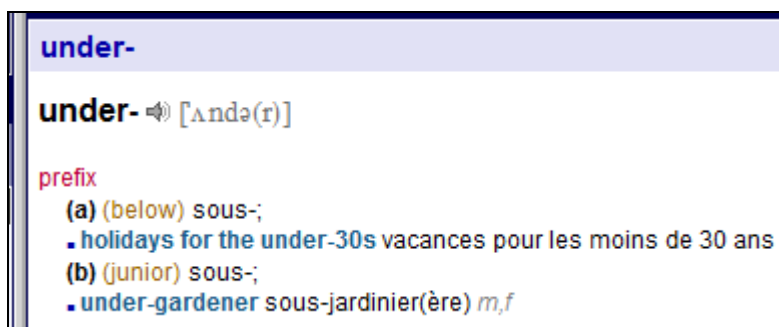 under-
under- ['ʌndə(r)]
prefix
(a) (below) sous-;
holidays for the under-30s vacances pour les moins de 30 ans
(b) (junior) sous-;
under-gardener sous-jardinier(ère) m,f